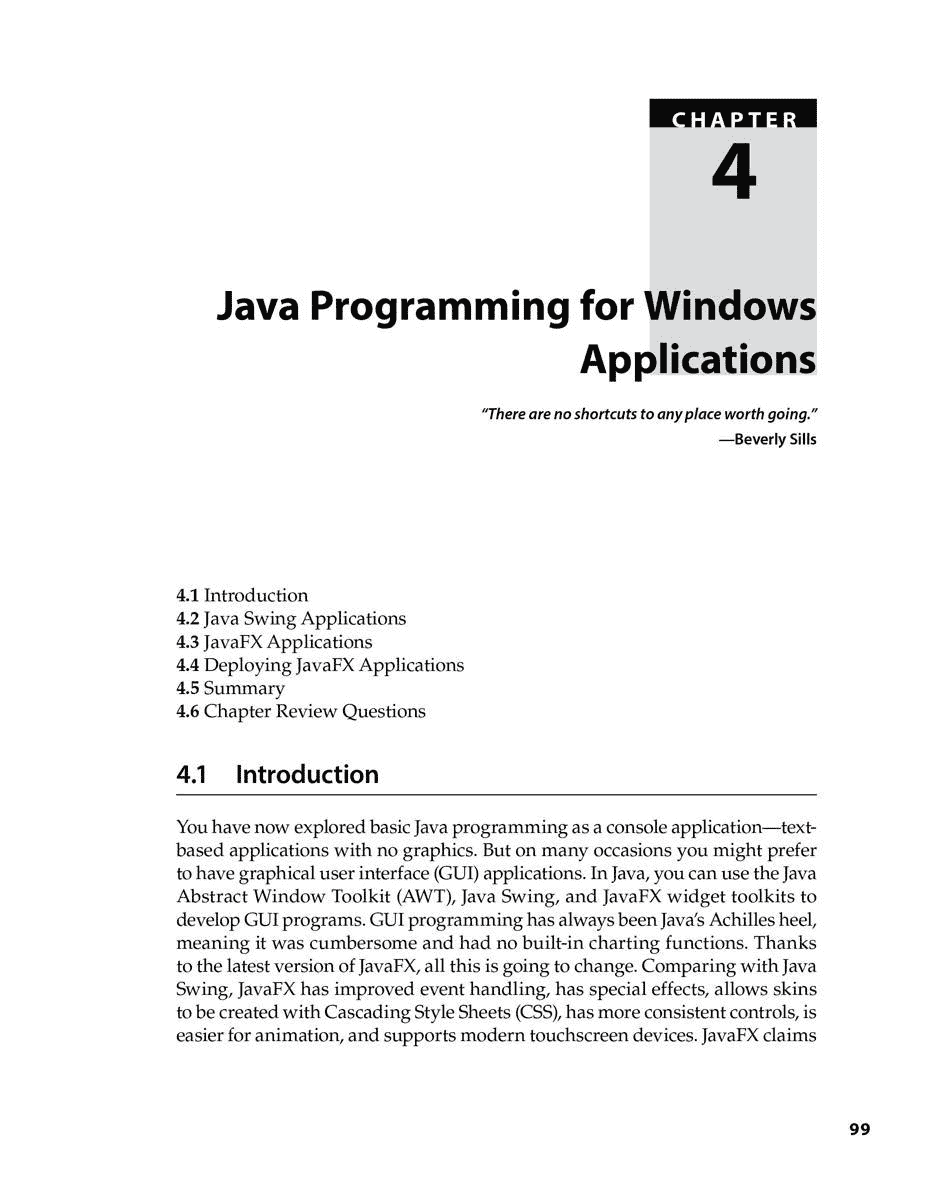 CHAPTER
4
Java Programming for Windows
Applications
“There are no shortcuts to any place worth going.”
—Beverly Sills
4.1 Introduction
4.2 Java Swing Applications
4.3 JavaFX Applications
4.4 Deploying JavaFX Applications
4.5 Summary
4.6 Chapter Review Questions
4.1 Introduction
You have now explored basic Java programming as a console application—text-
based applications with no graphics. But on many occasions you might prefer
to have graphical user interface (GUI) applications. In Java, you can use the Java
Abstract Window Toolkit (AWT), Java Swing, and JavaFX widget toolkits to
develop GUI programs. GUI programming has always been Java’s Achilles heel,
meaning it was cumbersome and had no built-in charting functions. Thanks
to the latest version of JavaFX, all this is going to change. Comparing with Java
Swing, JavaFX has improved event handling, has special effects, allows skins
to be created with Cascading Style Sheets (CSS), has more consistent controls, is
easier for animation, and supports modern touchscreen devices. JavaFX claims
99